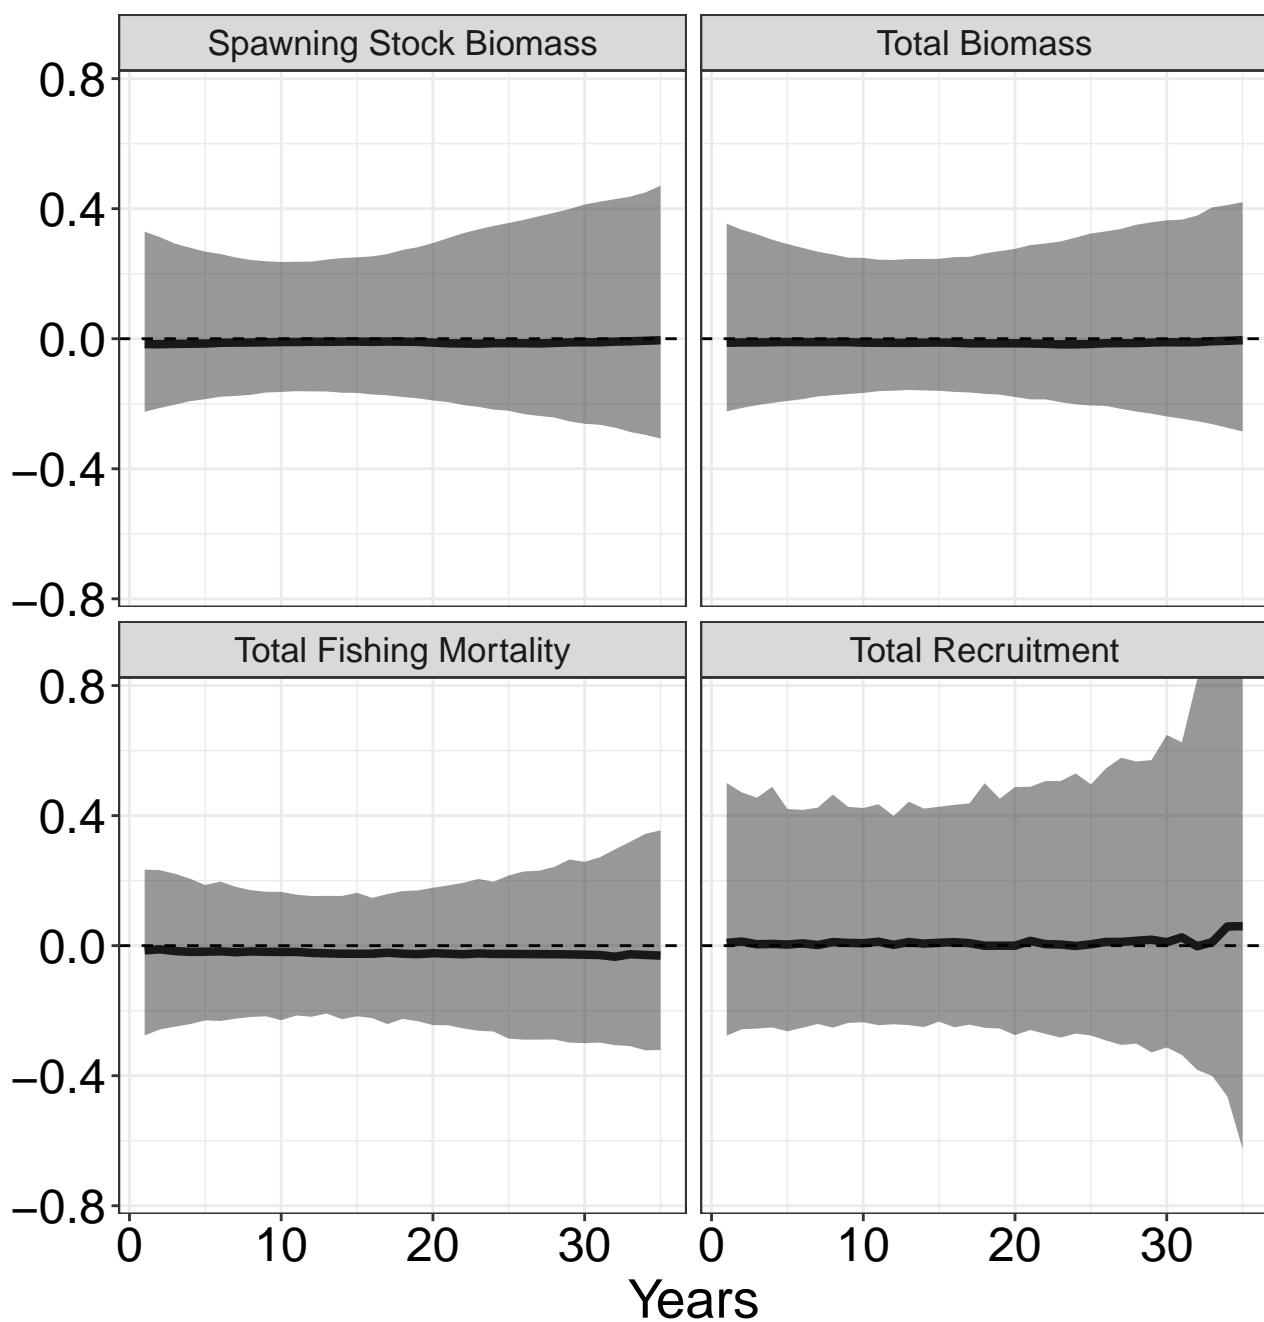 Spawning Stock Biomass
Total Biomass
0.8
0.4
0.0
−0.4
−0.8
Total Fishing Mortality
Total Recruitment
0.8
0.4
0.0
−0.4
−0.8
0 10 20 30
0 10 20 30
Years